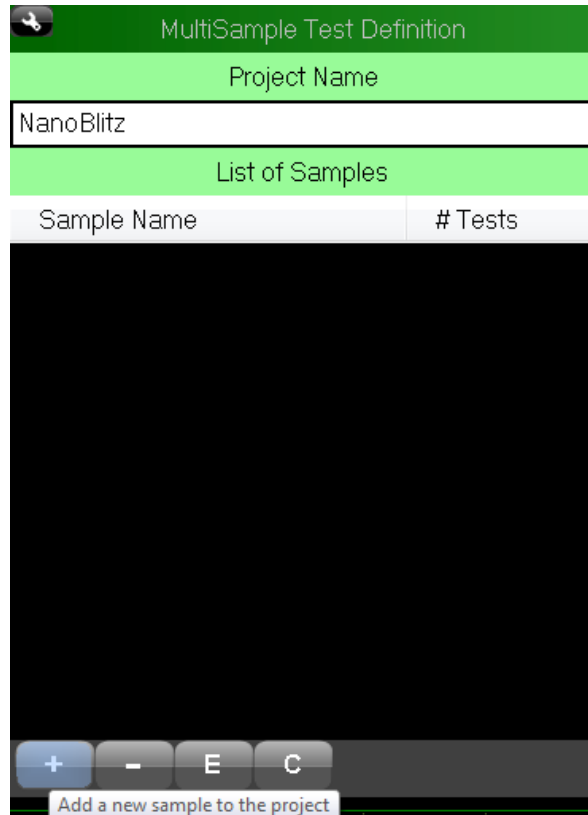 MultiSample Test Definition
Project Name
NanoBlitz
List of Samples
Sample Name # Tests
+ - E C
Add a new sample to the project